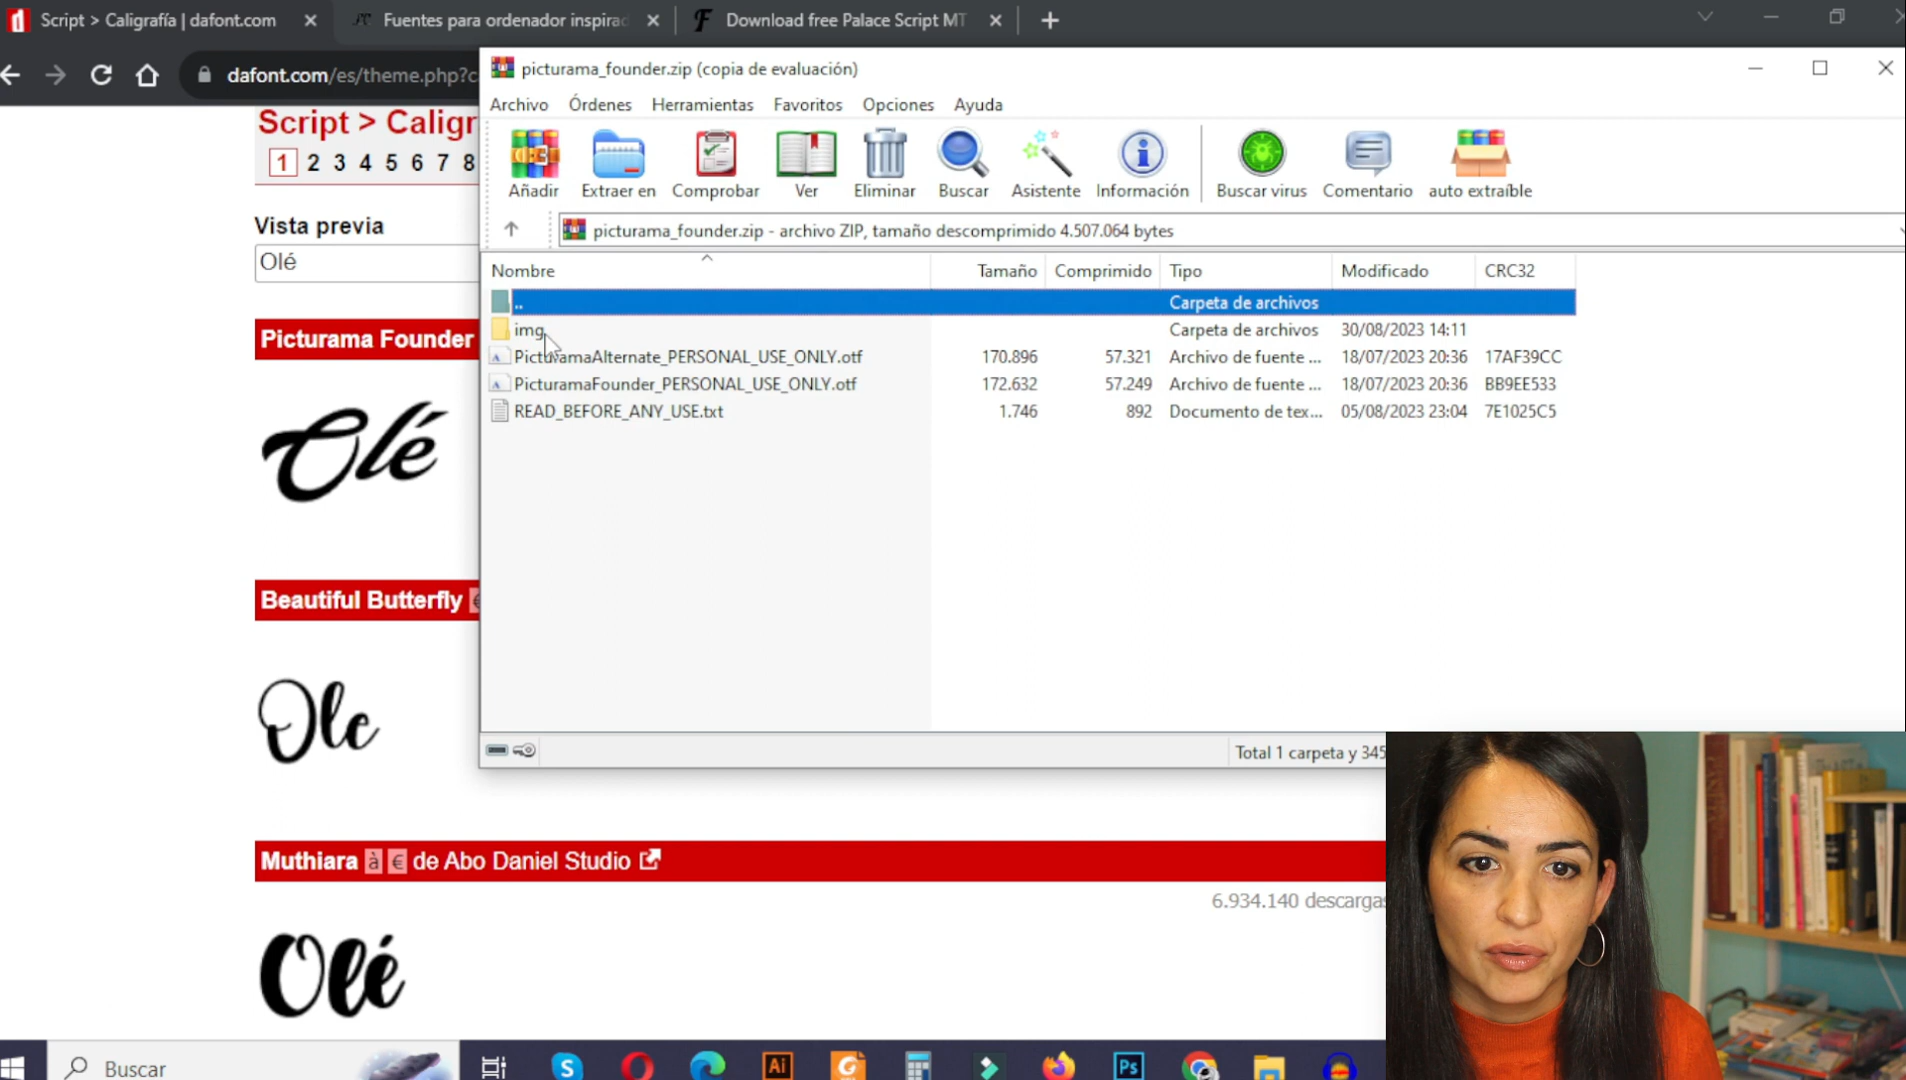 Script > Caligrafía | dafont.com
Fuentes para ordenador inspirad
Download free Palace Script MT
dafont.com/es/theme.php?c
picturama_founder.zip (copia de evaluación)
Archivo Órdenes Herramientas Favoritos Opciones Ayuda
Añadir Extraer en Comprobar Ver Eliminar Buscar Asistente Información Buscar virus Comentario auto extraíble
picturama_founder.zip - archivo ZIP, tamaño descomprimido 4.507.064 bytes
Nombre Tamaño Comprimido Tipo Modificado CRC32
.. Carpeta de archivos
img Carpeta de archivos 30/08/2023 14:11
PicturamaAlternate_PERSONAL_USE_ONLY.otf 170.896 57.321 Archivo de fuente ... 18/07/2023 20:36 17AF39CC
PicturamaFounder_PERSONAL_USE_ONLY.otf 172.632 57.249 Archivo de fuente ... 18/07/2023 20:36 BB9EE533
READ_BEFORE_ANY_USE.txt 1.746 892 Documento de tex... 05/08/2023 23:04 7E1025C5
Total 1 carpeta y 345
Script > Caligr
1 2 3 4 5 6 7 8
Vista previa
Olé
Picturama Founder
Olé
Beautiful Butterfly €
Ole
Muthiara à € de Abo Daniel Studio
6.934.140 descargas
Olé
Buscar
Ai
Ps